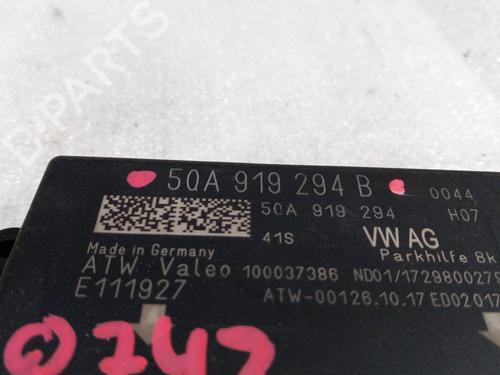 B-PARTS
5QA 919 294 B
0044
5QA 919 294
H07
41S
VW AG
Made in Germany
Parkhilfe 8k
ATW Valeo 100037386 ND01/1729800279
E111927
ATW-00126.10.17 ED02017